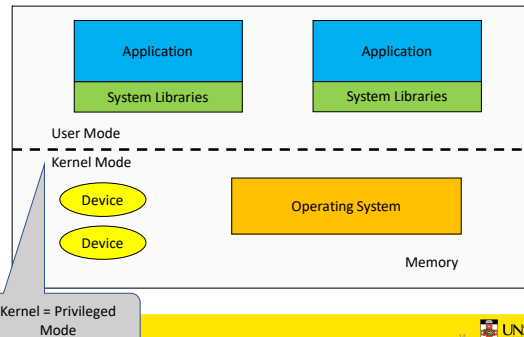 Application
Application
System Libraries
System Libraries
User Mode
Kernel Mode
Device
Operating System
Device
Memory
Kernel = Privileged
Mode